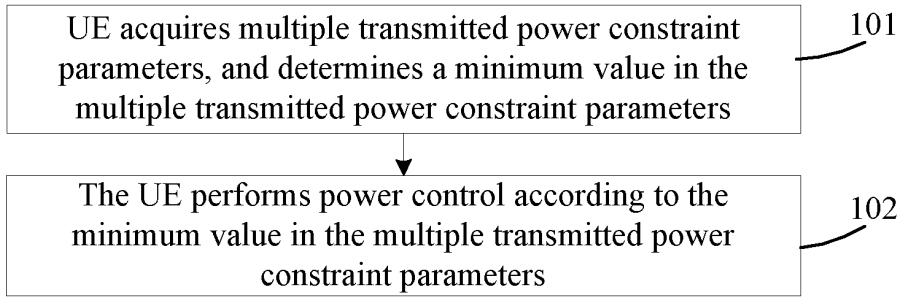 UE acquires multiple transmitted power constraint
parameters, and determines a minimum value in the
multiple transmitted power constraint parameters
101
The UE performs power control according to the
minimum value in the multiple transmitted power
constraint parameters
102